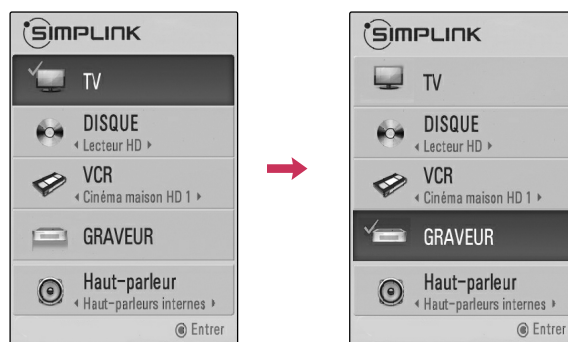 SIMPLINK
TV
DISQUE
◀ Lecteur HD ▶
VCR
◀ Cinéma maison HD 1 ▶
GRAVEUR
Haut-parleur
◀ Haut-parleurs internes ▶
◉ Entrer
SIMPLINK
TV
DISQUE
◀ Lecteur HD ▶
VCR
◀ Cinéma maison HD 1 ▶
GRAVEUR
Haut-parleur
◀ Haut-parleurs internes ▶
◉ Entrer